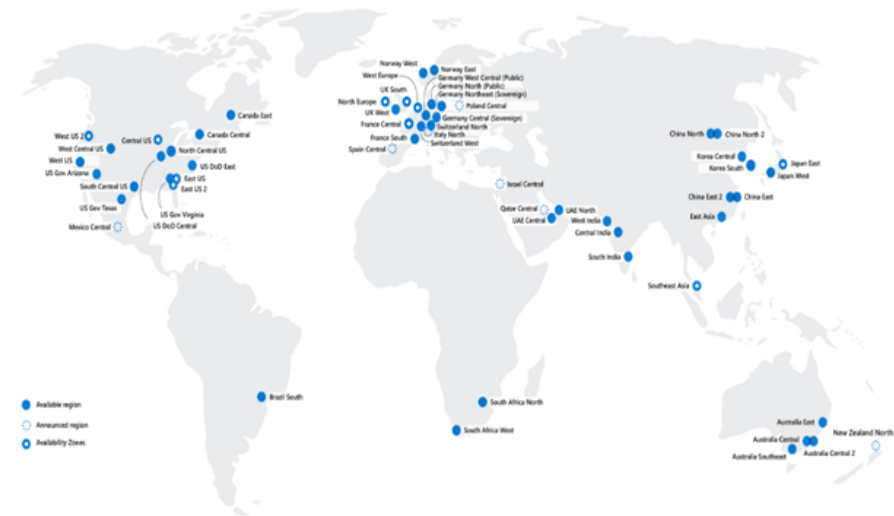 Norway West
Norway East
West Europe
Germany West Central (Public)
Germany North (Public)
UK South
Germany Northeast (Sovereign)
North Europe
Poland Central
UK West
Germany Central (Sovereign)
France Central
Switzerland North
Italy North
France South
Switzerland West
Spain Central
Canada East
West US 2
Canada Central
Central US
West Central US
North Central US
West US
US DoD East
US Gov Arizona
East US
South Central US
East US 2
US Gov Texas
US Gov Virginia
US DoD Central
Mexico Central
China North
China North 2
Korea Central
Korea South
Japan East
Japan West
Israel Central
China East 2
China East
Qatar Central
UAE North
UAE Central
West India
East Asia
Central India
South India
Southeast Asia
Brazil South
South Africa North
South Africa West
Available region
Announced region
Availability Zones
Australia East
New Zealand North
Australia Central
Australia Central 2
Australia Southeast